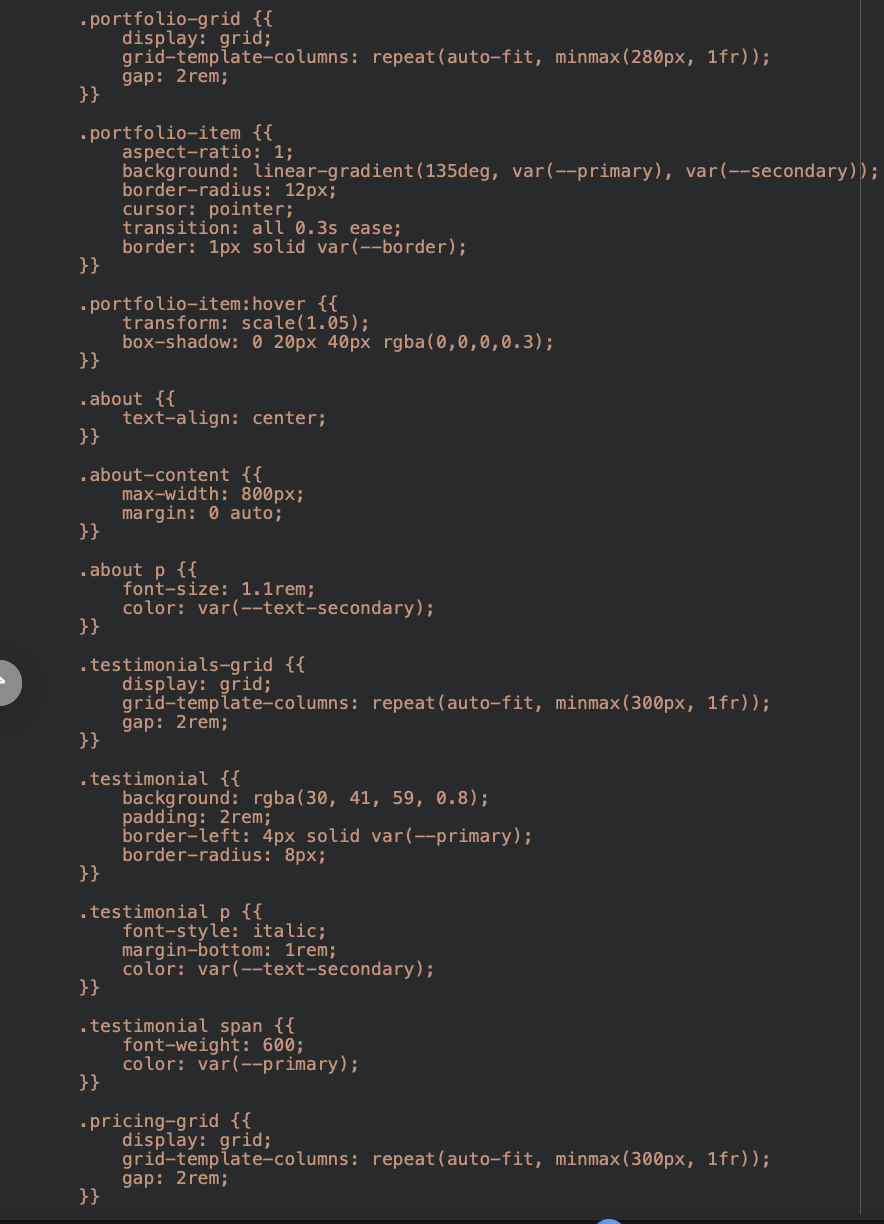 .portfolio-grid {{
    display: grid;
    grid-template-columns: repeat(auto-fit, minmax(280px, 1fr));
    gap: 2rem;
}}

.portfolio-item {{
    aspect-ratio: 1;
    background: linear-gradient(135deg, var(--primary), var(--secondary));
    border-radius: 12px;
    cursor: pointer;
    transition: all 0.3s ease;
    border: 1px solid var(--border);
}}

.portfolio-item:hover {{
    transform: scale(1.05);
    box-shadow: 0 20px 40px rgba(0,0,0,0.3);
}}

.about {{
    text-align: center;
}}

.about-content {{
    max-width: 800px;
    margin: 0 auto;
}}

.about p {{
    font-size: 1.1rem;
    color: var(--text-secondary);
}}

.testimonials-grid {{
    display: grid;
    grid-template-columns: repeat(auto-fit, minmax(300px, 1fr));
    gap: 2rem;
}}

.testimonial {{
    background: rgba(30, 41, 59, 0.8);
    padding: 2rem;
    border-left: 4px solid var(--primary);
    border-radius: 8px;
}}

.testimonial p {{
    font-style: italic;
    margin-bottom: 1rem;
    color: var(--text-secondary);
}}

.testimonial span {{
    font-weight: 600;
    color: var(--primary);
}}

.pricing-grid {{
    display: grid;
    grid-template-columns: repeat(auto-fit, minmax(300px, 1fr));
    gap: 2rem;
}}